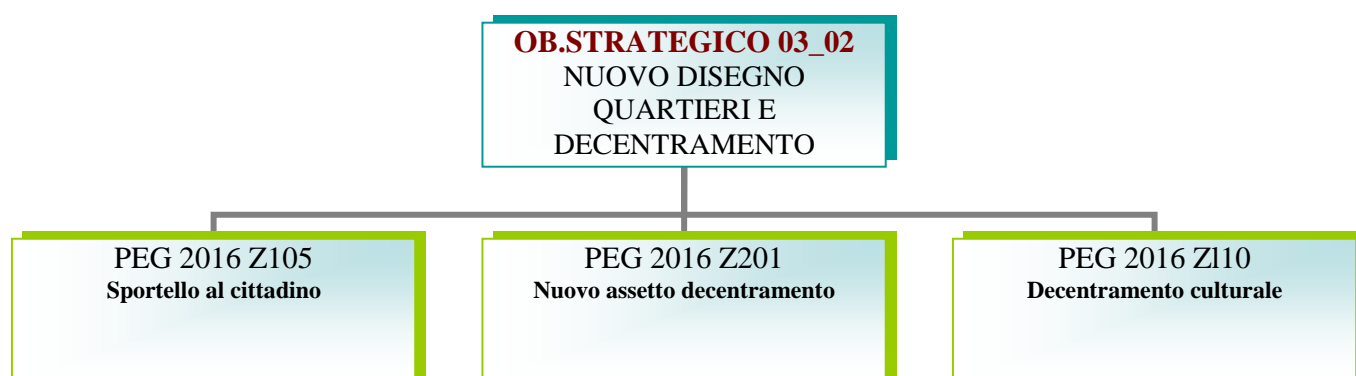 OB.STRATEGICO 03_02
NUOVO DISEGNO
QUARTIERI E
DECENTRAMENTO
PEG 2016 Z105
Sportello al cittadino
PEG 2016 Z201
Nuovo assetto decentramento
PEG 2016 Zl10
Decentramento culturale